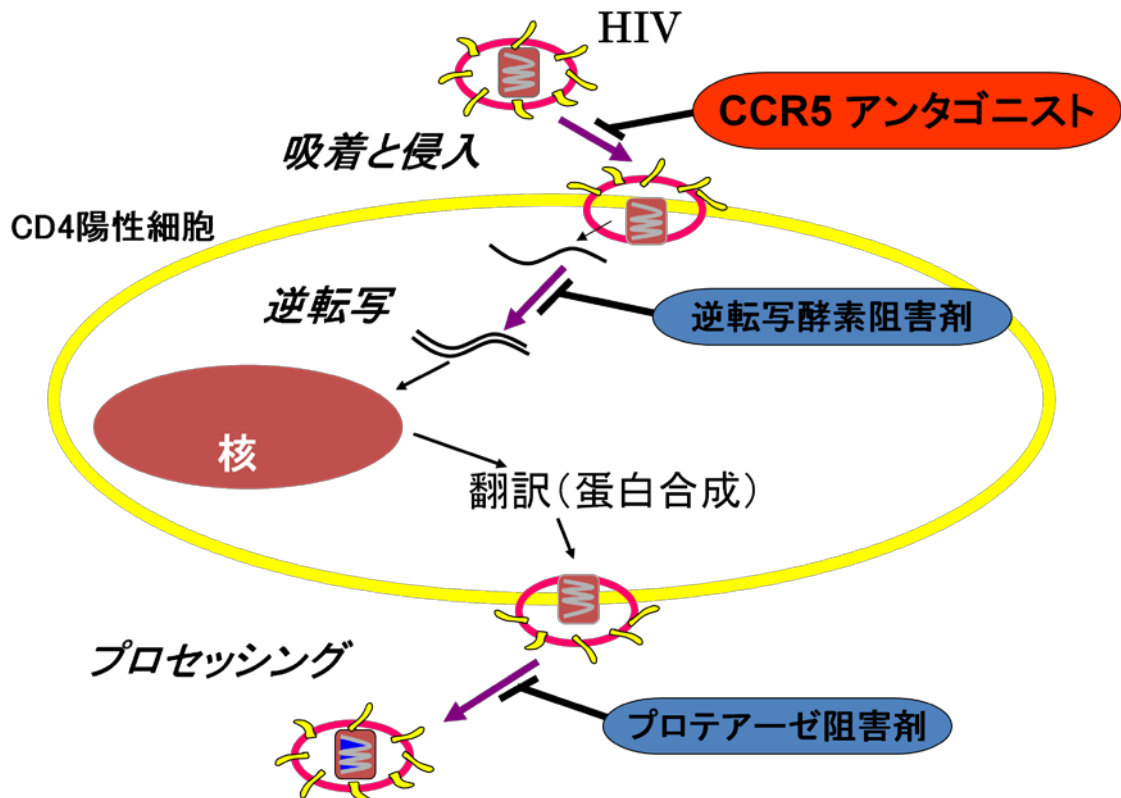 HIV
CCR5 アンタゴニスト
吸着と侵入
CD4陽性細胞
逆転写
逆転写酵素阻害剤
核
翻訳(蛋白合成)
プロセッシング
プロテアーゼ阻害剤